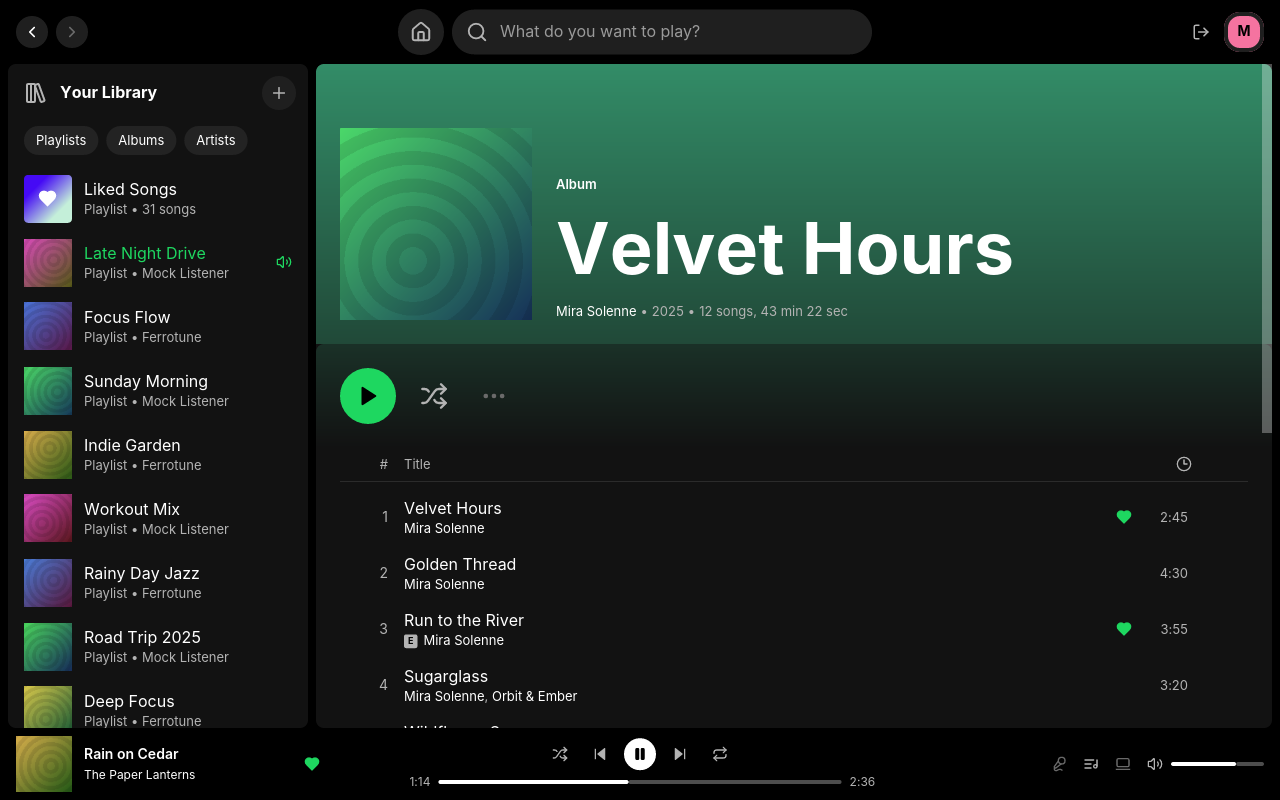 What do you want to play?
M
Your Library
Playlists
Albums
Artists
Liked Songs
Playlist • 31 songs
Late Night Drive
Playlist • Mock Listener
Focus Flow
Playlist • Ferrotune
Sunday Morning
Playlist • Mock Listener
Indie Garden
Playlist • Ferrotune
Workout Mix
Playlist • Mock Listener
Rainy Day Jazz
Playlist • Ferrotune
Road Trip 2025
Playlist • Mock Listener
Deep Focus
Playlist • Ferrotune
Album
Velvet Hours
Mira Solenne • 2025 • 12 songs, 43 min 22 sec
# Title
1 Velvet Hours 2:45
Mira Solenne
2 Golden Thread 4:30
Mira Solenne
3 Run to the River 3:55
E Mira Solenne
4 Sugarglass 3:20
Mira Solenne, Orbit & Ember
Rain on Cedar
The Paper Lanterns
1:14
2:36